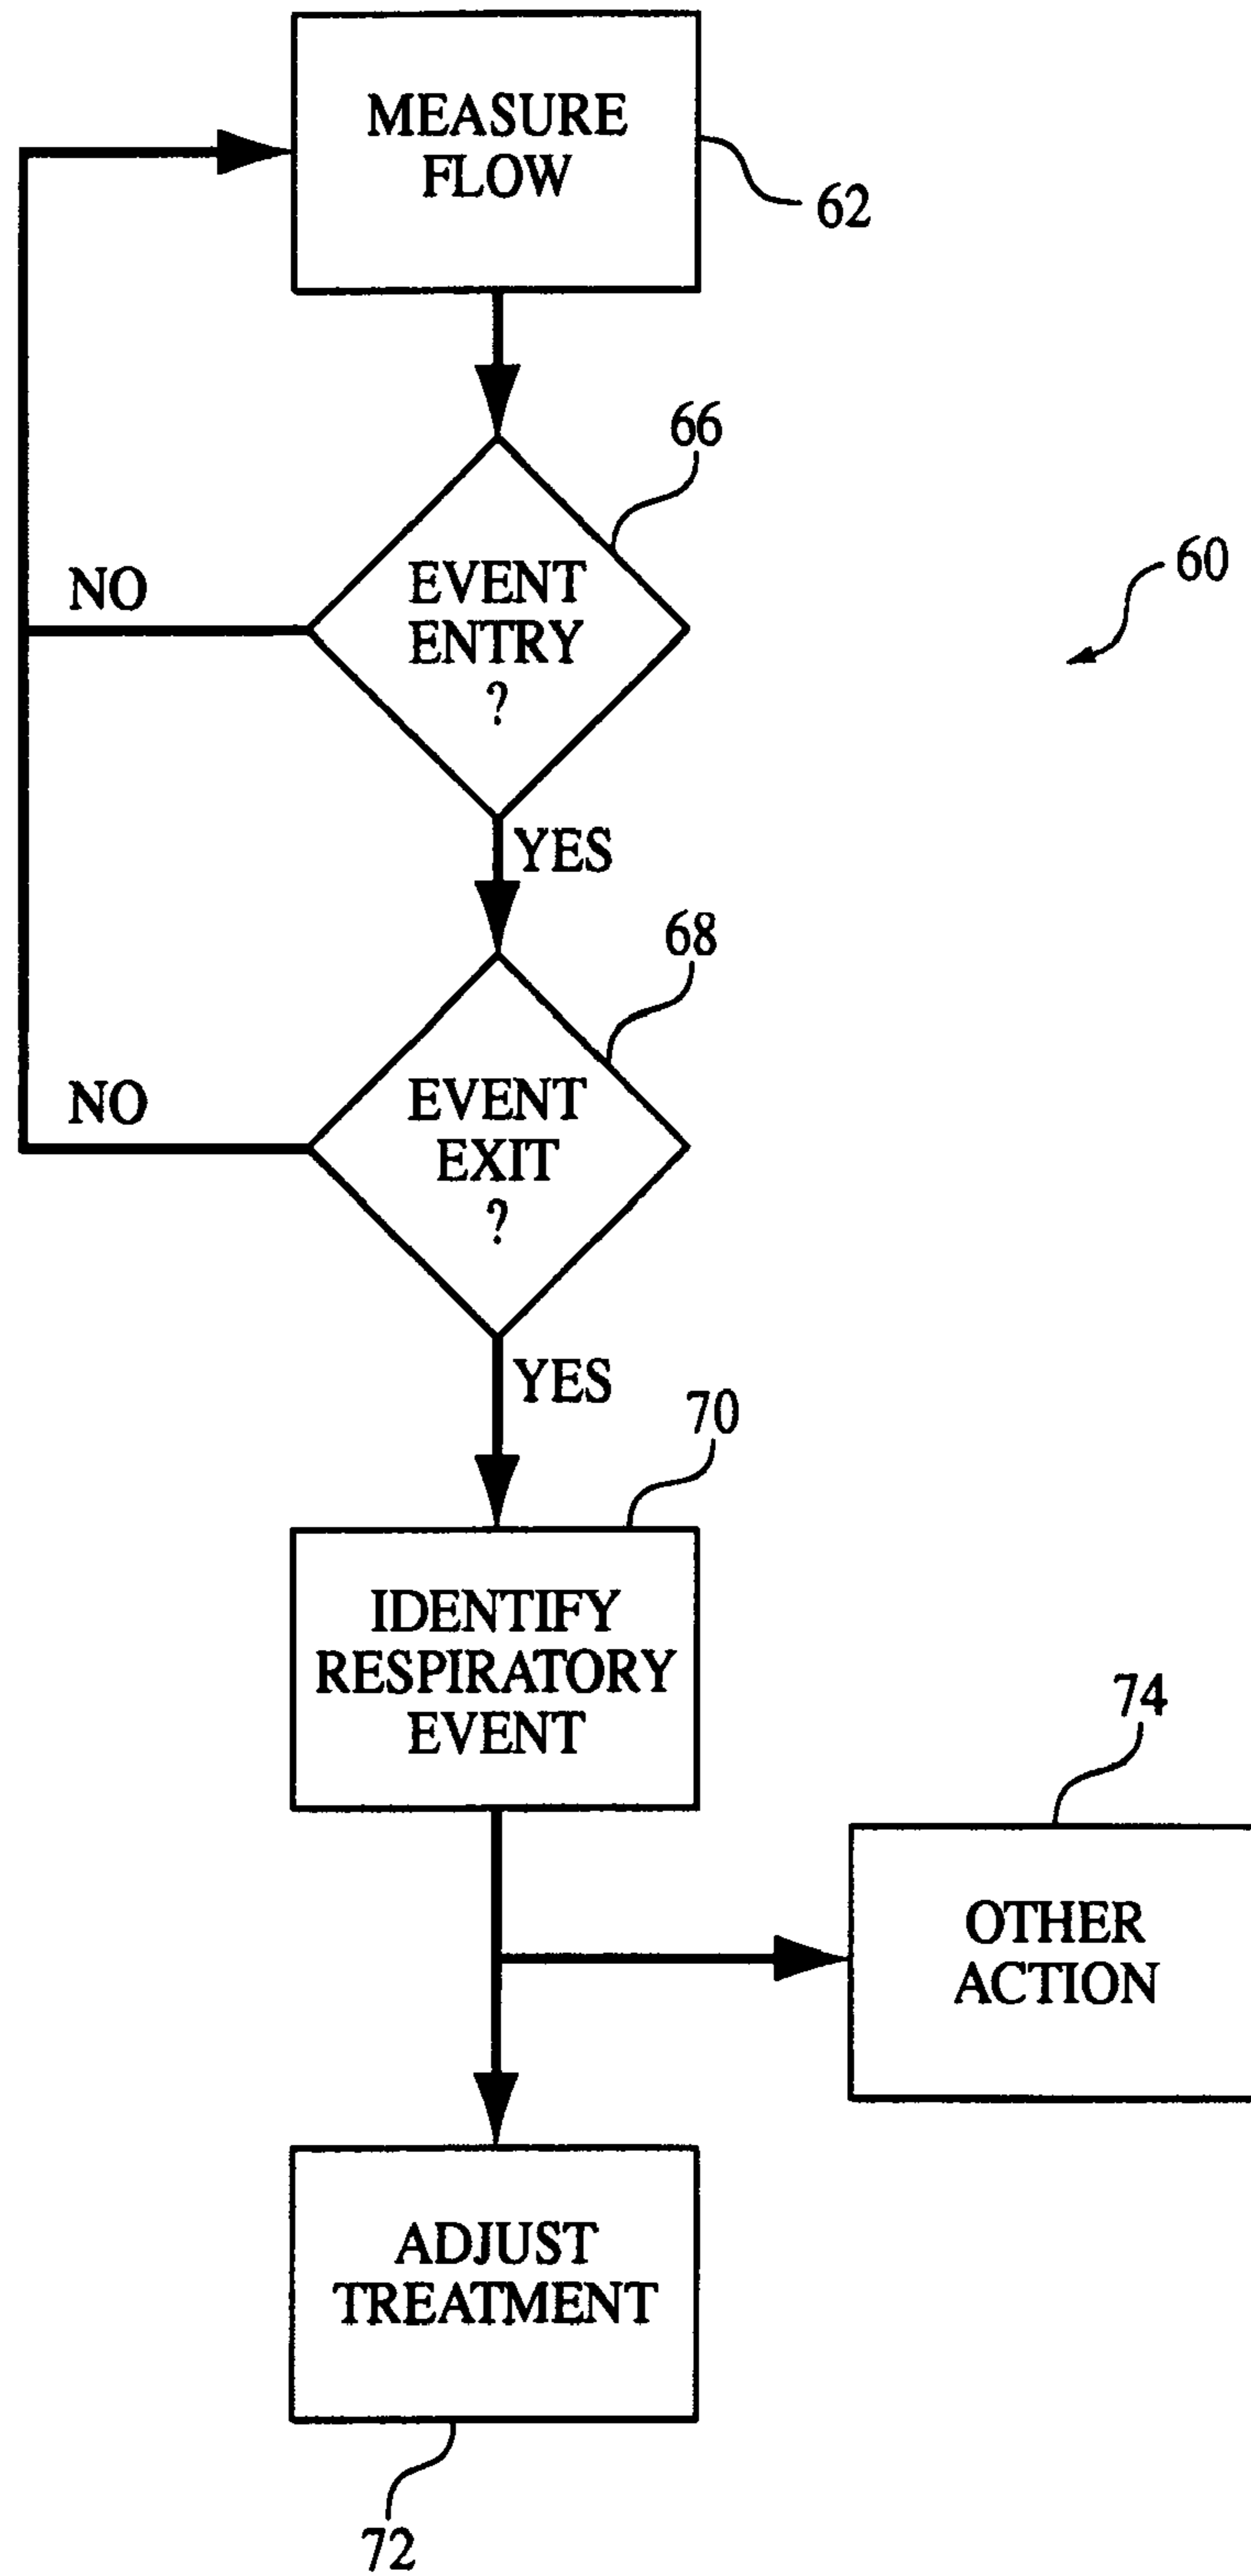 MEASURE
FLOW
62
66
EVENT
ENTRY
?
60
NO
YES
68
EVENT
EXIT
?
NO
YES
70
IDENTIFY
RESPIRATORY
EVENT
74
OTHER
ACTION
ADJUST
TREATMENT
72